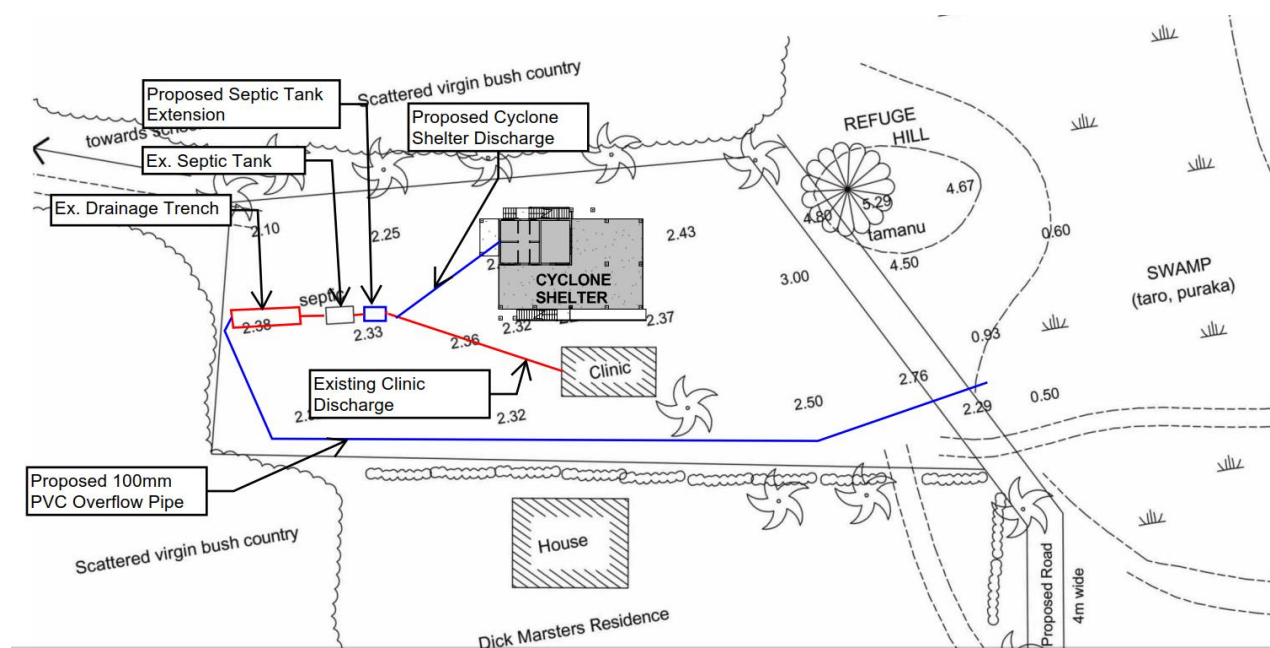 Scattered virgin bush country
Proposed Septic Tank
Extension
Proposed Cyclone
Shelter Discharge
REFUGE
HILL
towards
Ex. Septic Tank
4.67
5.29
4.80
Ex. Drainage Trench
2.10
2.25
2.43
tamanu
0.60
4.50
SWAMP
(taro, puraka)
3.00
CYCLONE
SHELTER
septic
2.38
2.33
2.36
2.32
2.37
0.93
Clinic
Existing Clinic
Discharge
2.76
2.32
2.50
2.29
0.50
Proposed 100mm
PVC Overflow Pipe
Scattered virgin bush country
House
Dick Marsters Residence
Proposed Road
4m wide